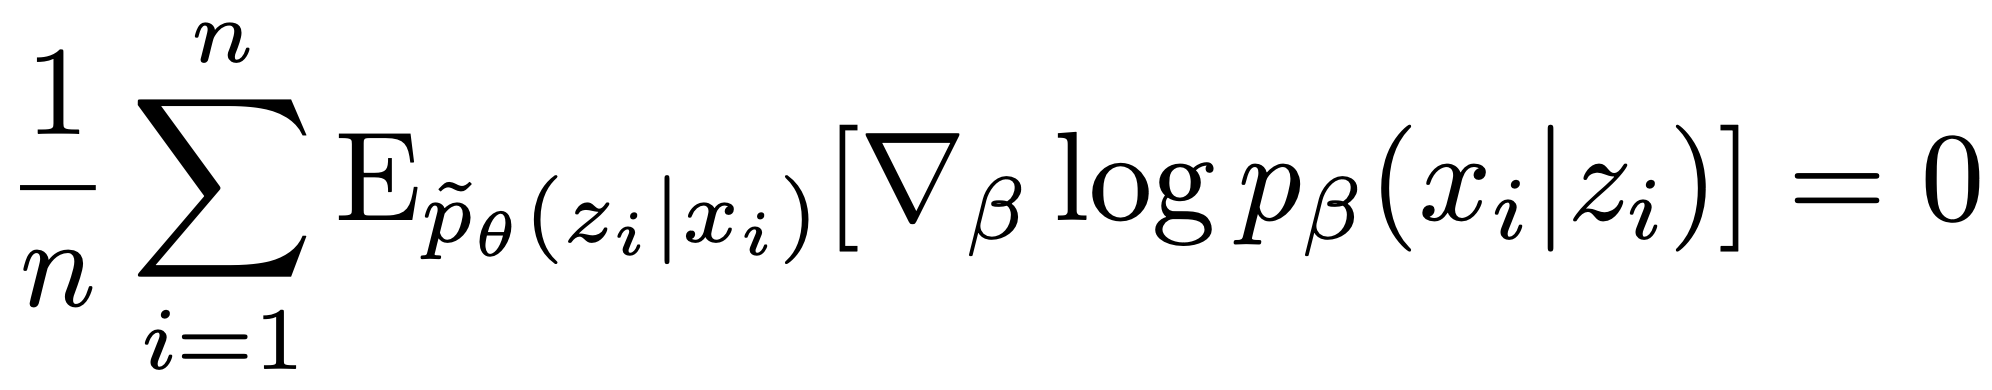 \frac{1}{n} \sum_{i=1}^{n} \mathrm{E}_{\tilde{p}_\theta(z_i|x_i)}[\nabla_\beta \log p_\beta(x_i|z_i)] = 0